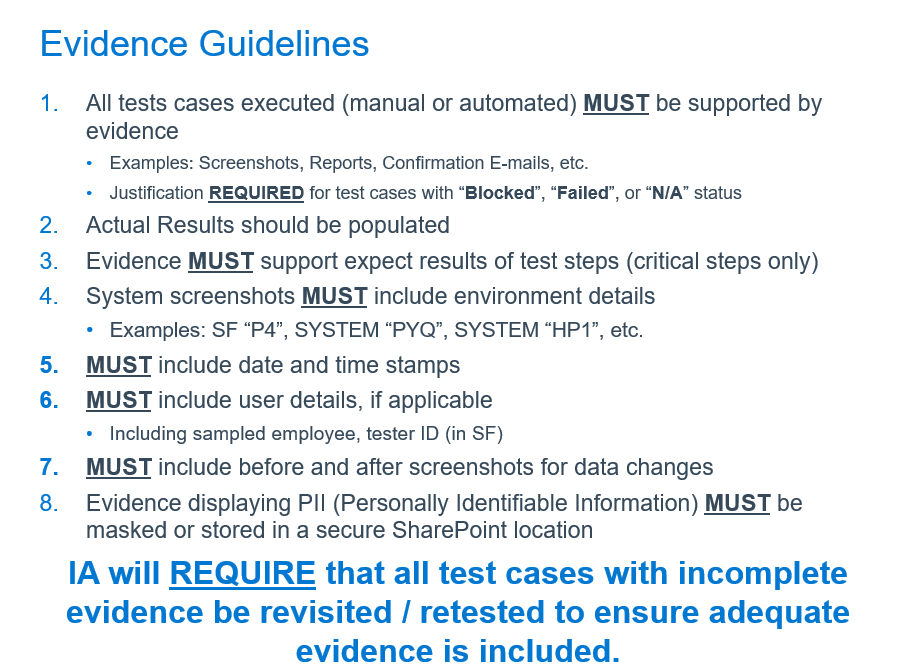 Evidence Guidelines
1. All tests cases executed (manual or automated) MUST be supported by
evidence
• Examples: Screenshots, Reports, Confirmation E-mails, etc.
• Justification REQUIRED for test cases with “Blocked”, “Failed”, or “N/A” status
2. Actual Results should be populated
3. Evidence MUST support expect results of test steps (critical steps only)
4. System screenshots MUST include environment details
• Examples: SF “P4”, SYSTEM “PYQ”, SYSTEM “HP1”, etc.
5. MUST include date and time stamps
6. MUST include user details, if applicable
• Including sampled employee, tester ID (in SF)
7. MUST include before and after screenshots for data changes
8. Evidence displaying PII (Personally Identifiable Information) MUST be
masked or stored in a secure SharePoint location
IA will REQUIRE that all test cases with incomplete
evidence be revisited / retested to ensure adequate
evidence is included.